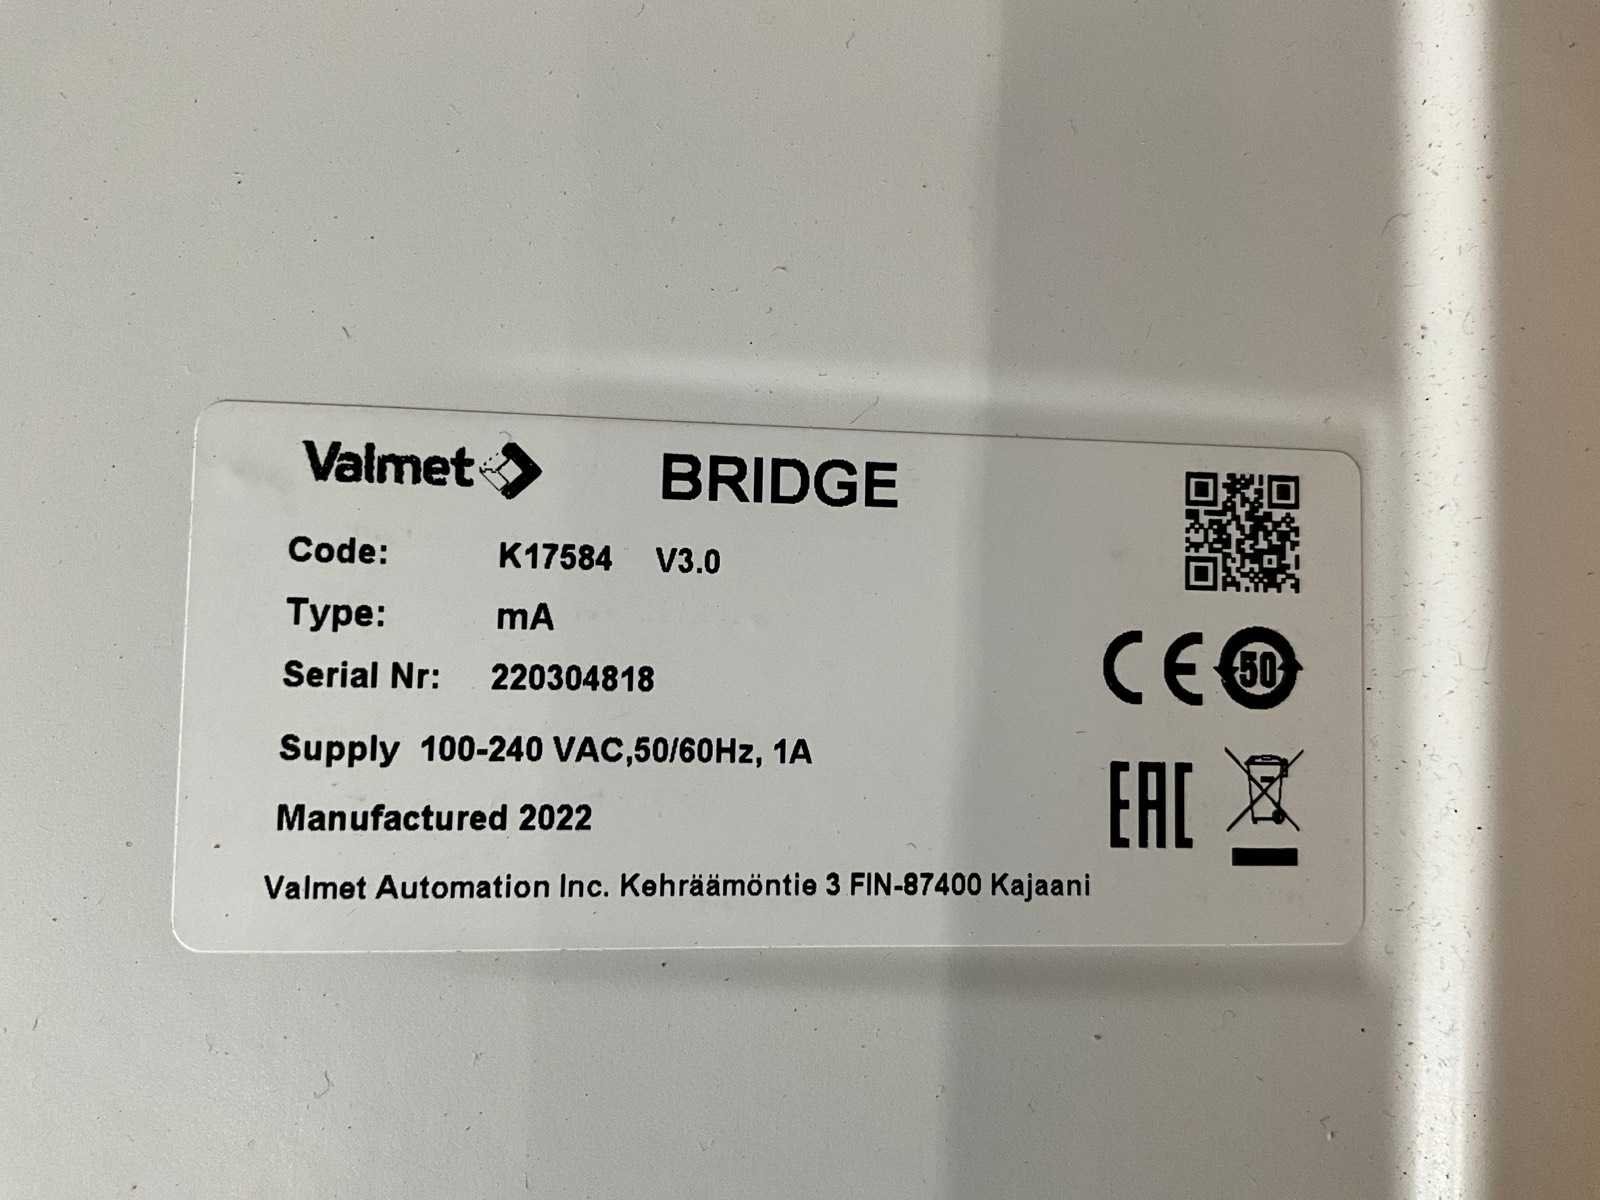 Valmet BRIDGE
Code: K17584 V3.0
Type: mA
Serial Nr: 220304818
Supply 100-240 VAC,50/60Hz, 1A
Manufactured 2022
Valmet Automation Inc. Kehräämöntie 3 FIN-87400 Kajaani
CE 50
EAC